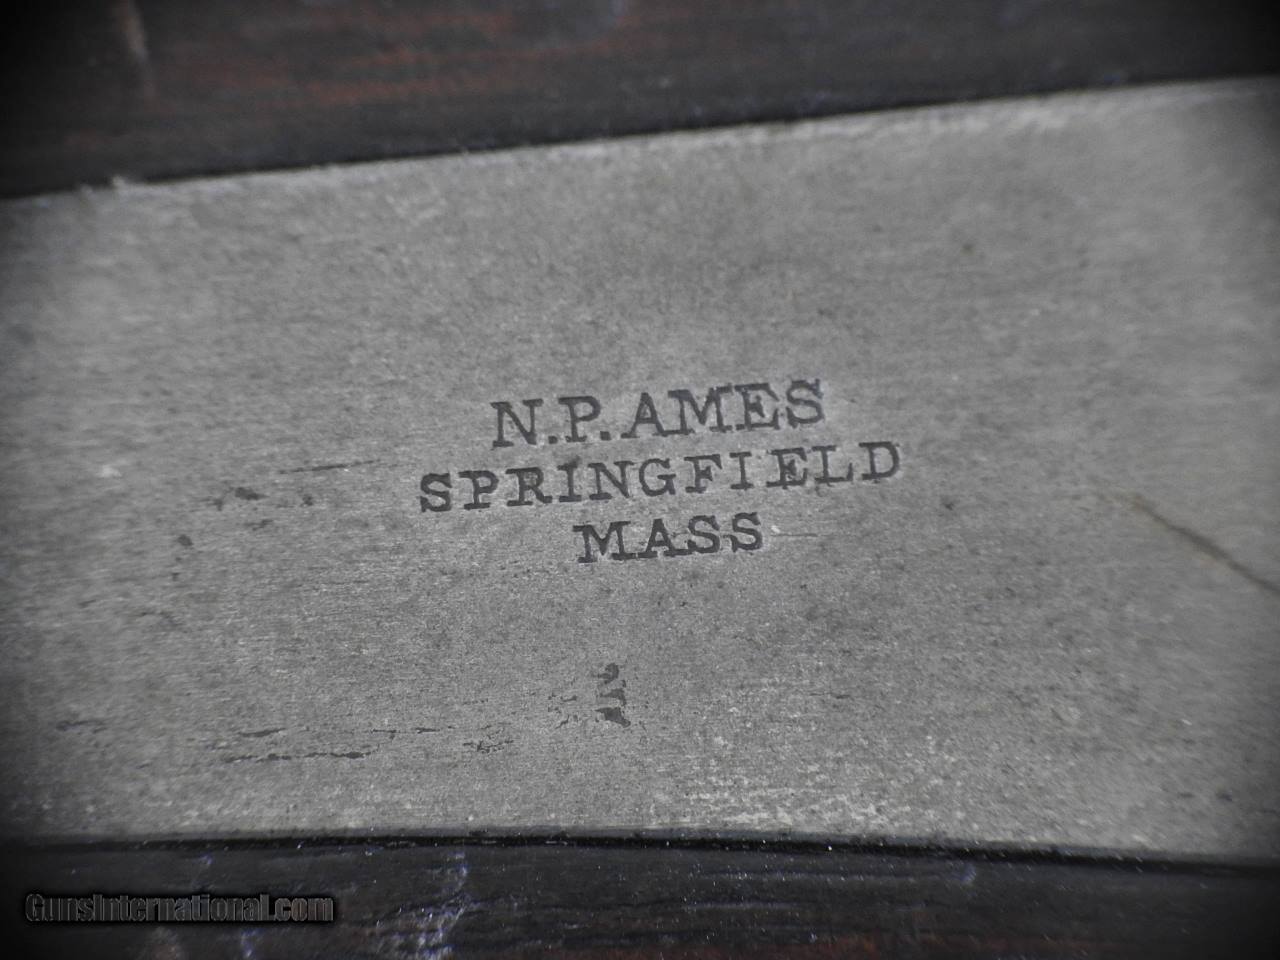 N.P. AMES
SPRINGFIELD
MASS
GunsInternational.com